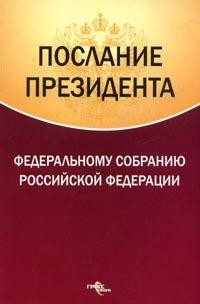 ПОСЛАНИЕ
ПРЕЗИДЕНТА
ФЕДЕРАЛЬНОМУ СОБРАНИЮ
РОССИЙСКОЙ ФЕДЕРАЦИИ